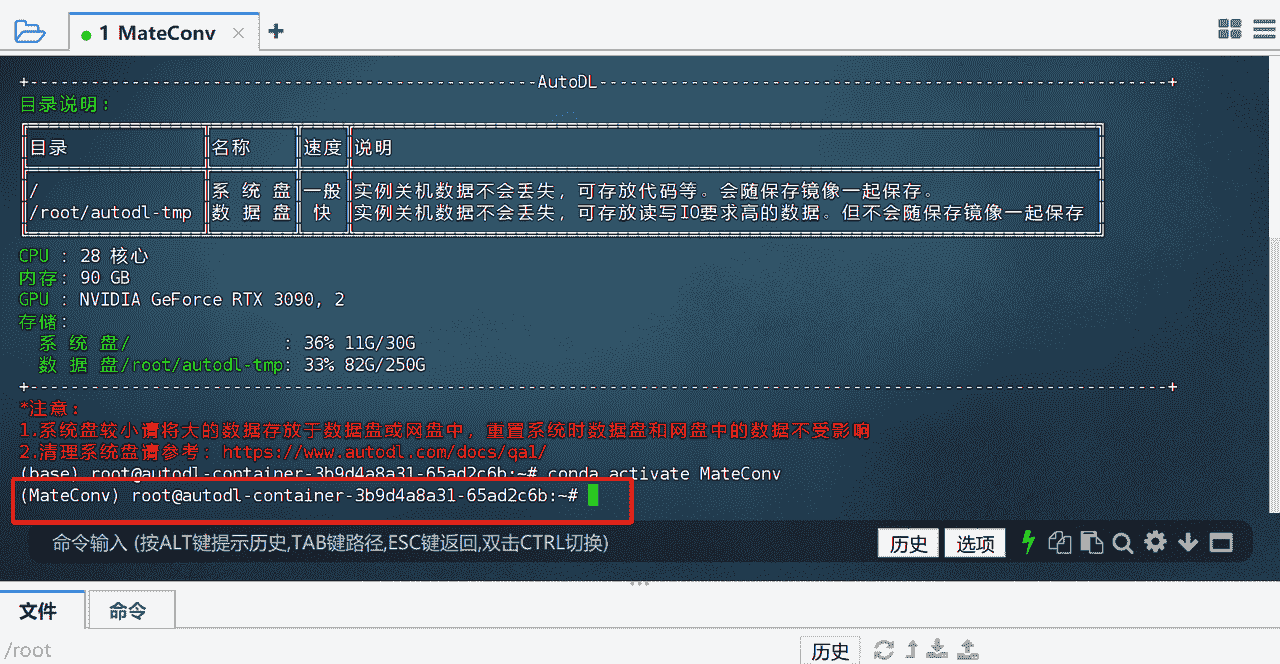 1 MateConv
+---------------------------------------------------AutoDL---------------------------------------------------------+
目录说明:
目录 名称 速度 说明
/ 系 统 盘 一般 实例关机数据不会丢失，可存放代码等。会随保存镜像一起保存。
/root/autodl-tmp 数 据 盘 快 实例关机数据不会丢失，可存放读写IO要求高的数据。但不会随保存镜像一起保存
CPU : 28 核心
内存: 90 GB
GPU : NVIDIA GeForce RTX 3090, 2
存储:
系 统 盘/ : 36% 11G/30G
数 据 盘/root/autodl-tmp: 33% 82G/250G
+------------------------------------------------------------------------------------------------------------------+
*注意:
1.系统盘较小请将大的数据存放于数据盘或网盘中，重置系统时数据盘和网盘中的数据不受影响
2.清理系统盘请参考: https://www.autodl.com/docs/qa1/
(base) root@autodl-container-3b9d4a8a31-65ad2c6b:~# conda activate MateConv
(MateConv) root@autodl-container-3b9d4a8a31-65ad2c6b:~#
命令输入 (按ALT键提示历史,TAB键路径,ESC键返回,双击CTRL切换) 历史 选项
文件 命令
/root 历史